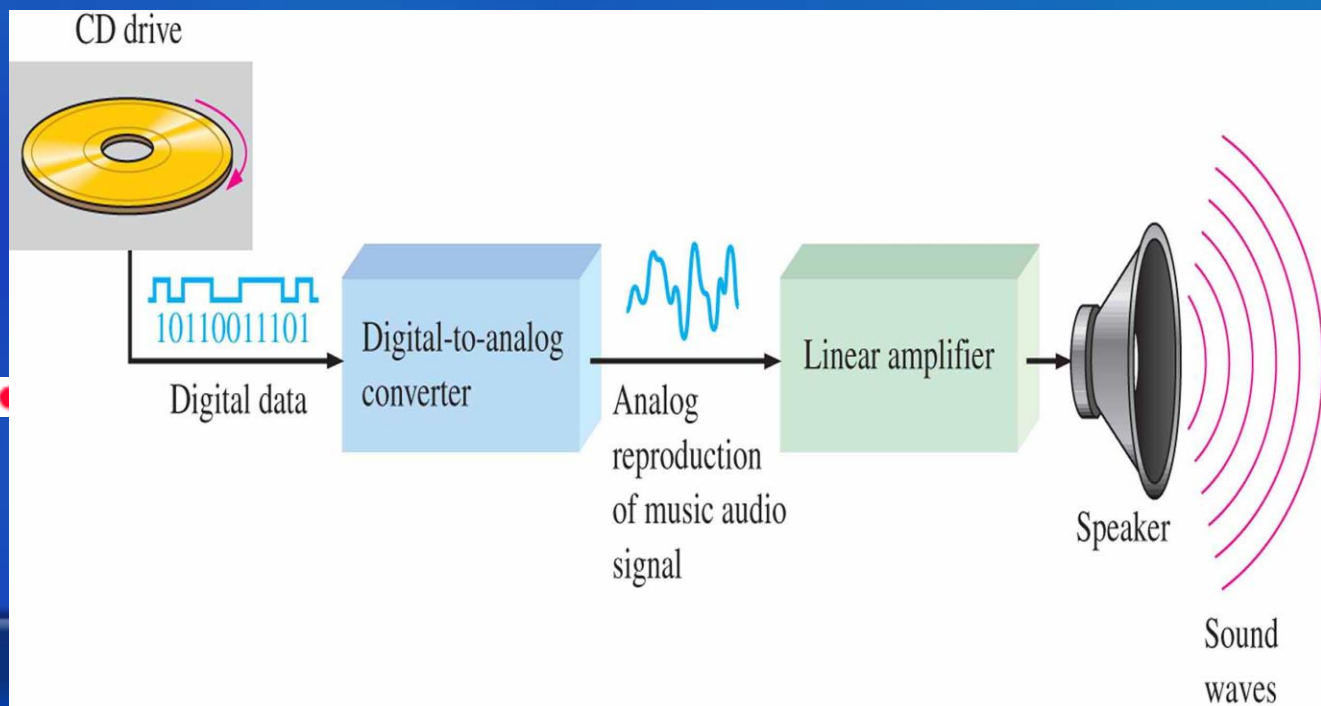 CD drive
10110011101
Digital data
Digital-to-analog
converter
Analog
reproduction
of music audio
signal
Linear amplifier
Speaker
Sound
waves